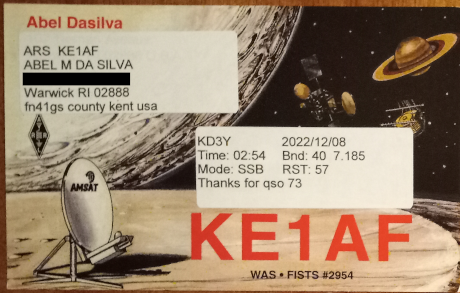 Abel Dasilva
ARS KE1AF
ABEL M DA SILVA
Warwick RI 02888
fn41gs county kent usa
KD3Y 2022/12/08
Time: 02:54 Bnd: 40 7.185
Mode: SSB RST: 57
Thanks for qso 73
AMSAT
KE1AF
WAS • FISTS #2954